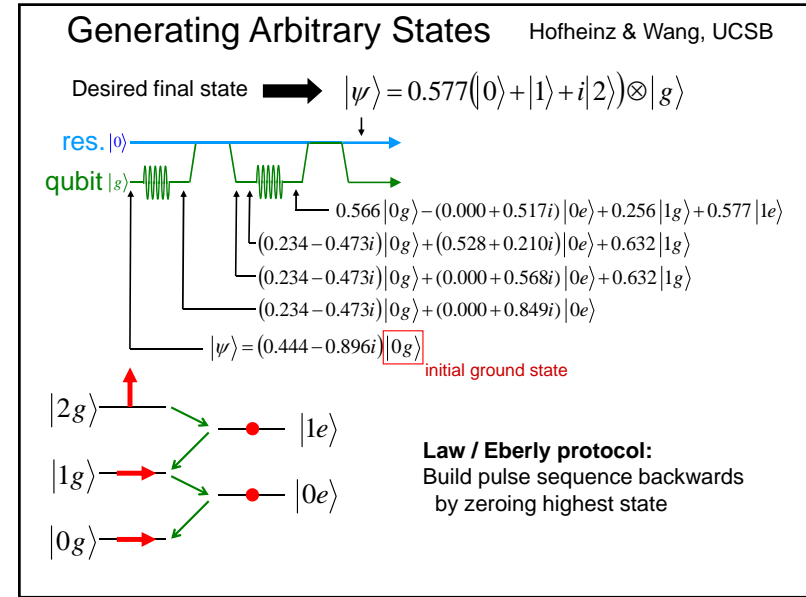 Generating Arbitrary States Hofheinz & Wang, UCSB
Desired final state |ψ⟩ = 0.577(|0⟩ + |1⟩ + i|2⟩) ⊗ |g⟩
res. |0⟩
qubit |g⟩
0.566|0g⟩ − (0.000 + 0.517i)|0e⟩ + 0.256|1g⟩ + 0.577|1e⟩
(0.234 − 0.473i)|0g⟩ + (0.528 + 0.210i)|0e⟩ + 0.632|1g⟩
(0.234 − 0.473i)|0g⟩ + (0.000 + 0.568i)|0e⟩ + 0.632|1g⟩
(0.234 − 0.473i)|0g⟩ + (0.000 + 0.849i)|0e⟩
|ψ⟩ = (0.444 − 0.896i)|0g⟩
initial ground state
|2g⟩
|1e⟩
|1g⟩
|0e⟩
|0g⟩
Law / Eberly protocol:
Build pulse sequence backwards
by zeroing highest state